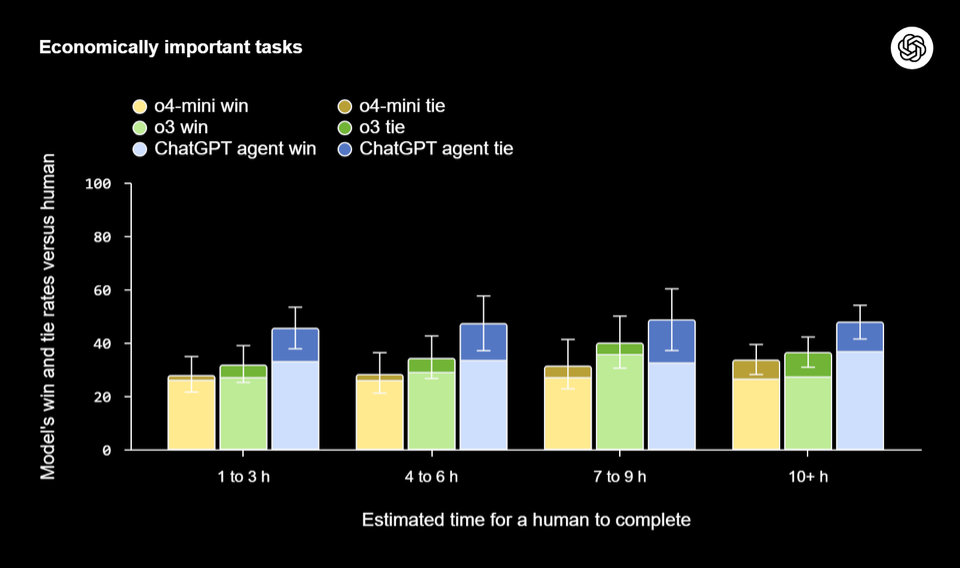 Economically important tasks
o4-mini win
o4-mini tie
o3 win
o3 tie
ChatGPT agent win
ChatGPT agent tie
Model's win and tie rates versus human
100
80
60
40
20
0
1 to 3 h
4 to 6 h
7 to 9 h
10+ h
Estimated time for a human to complete